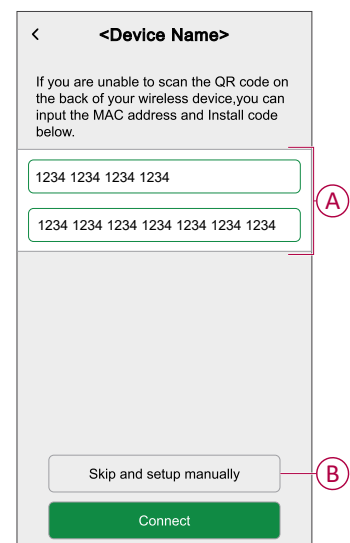 <Device Name>
If you are unable to scan the QR code on
the back of your wireless device,you can
input the MAC address and Install code
below.
1234 1234 1234 1234
A
1234 1234 1234 1234 1234 1234 1234
Skip and setup manually
B
Connect